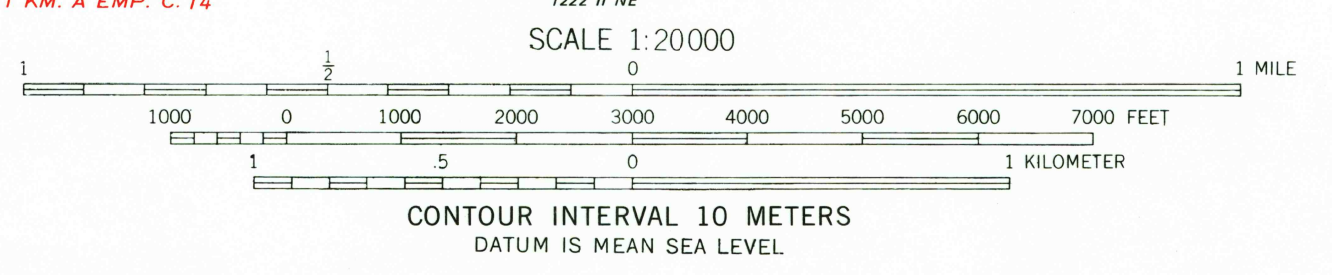 1 KM. A EMP. C. 14
1222 II NE
SCALE 1:20000
1 1/2 0 1 MILE
1000 0 1000 2000 3000 4000 5000 6000 7000 FEET
1 .5 0 1 KILOMETER
CONTOUR INTERVAL 10 METERS
DATUM IS MEAN SEA LEVEL